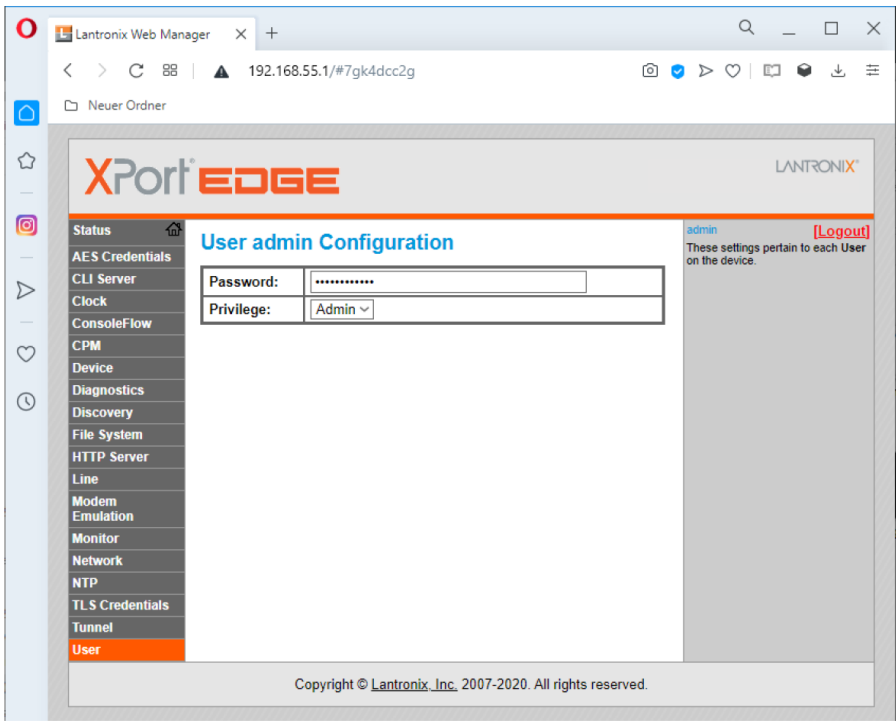 Lantronix Web Manager
192.168.55.1/#7gk4dcc2g
Neuer Ordner
XPort® EDGE
LANTRONIX®
Status
AES Credentials
CLI Server
Clock
ConsoleFlow
CPM
Device
Diagnostics
Discovery
File System
HTTP Server
Line
Modem
Emulation
Monitor
Network
NTP
TLS Credentials
Tunnel
User
User admin Configuration
Password: ••••••••••••
Privilege: Admin
admin [Logout]
These settings pertain to each User
on the device.
Copyright © Lantronix, Inc. 2007-2020. All rights reserved.